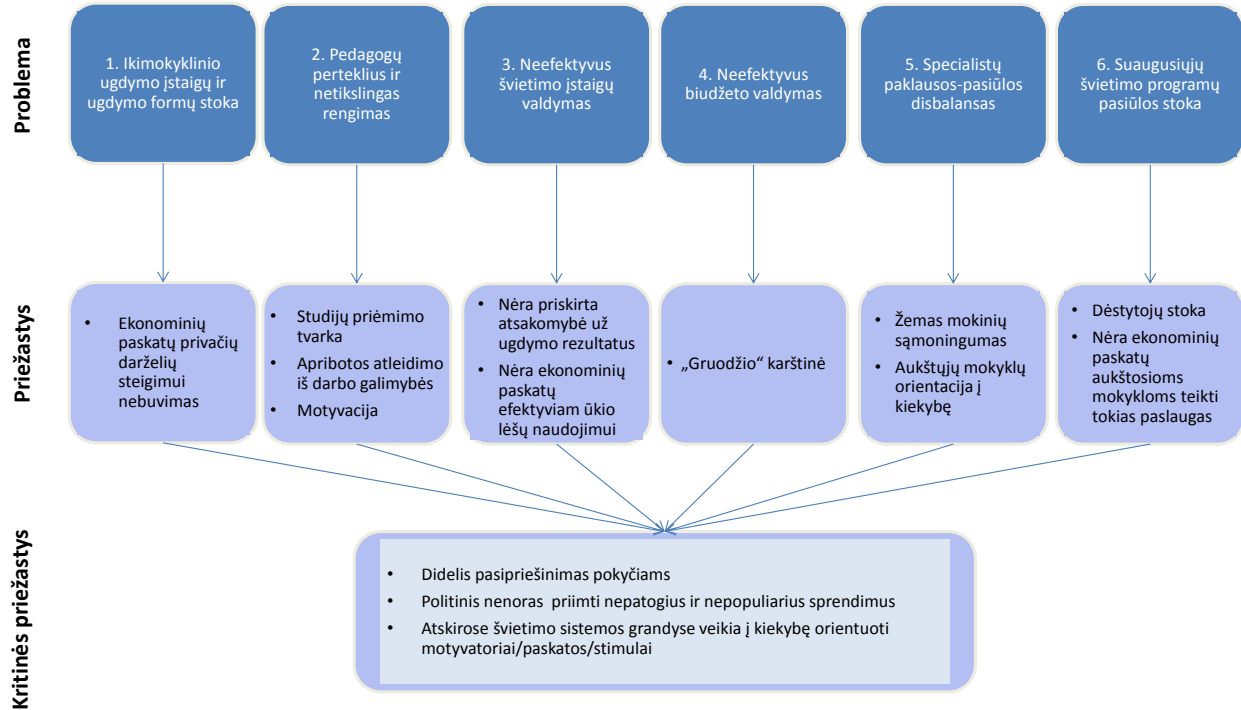 Problema
1. Ikimokyklinio
ugdymo įstaigų ir
ugdymo formų stoka
2. Pedagogų
perteklius ir
netikslingas
rengimas
3. Neefektyvus
švietimo įstaigų
valdymas
4. Neefektyvus
biudžeto valdymas
5. Specialistų
paklausos-pasiūlos
disbalansas
6. Suaugusiųjų
švietimo programų
pasiūlos stoka
Priežastys
• Ekonominių
paskatų privačių
darželių
steigimui
nebuvimas
• Studijų priėmimo
tvarka
• Apribotos atleidimo
iš darbo galimybės
• Motyvacija
• Nėra priskirta
atsakomybė už
ugdymo rezultatus
• Nėra ekonominių
paskatų
efektyviam ūkio
lėšų naudojimui
• „Gruodžio“ karštinė
• Žemas mokinių
sąmoningumas
• Aukštųjų mokyklų
orientacija į
kiekybę
• Dėstytojų stoka
• Nėra ekonominių
paskatų
aukštosioms
mokykloms teikti
tokias paslaugas
Kritinės priežastys
• Didelis pasipriešinimas pokyčiams
• Politinis nenoras priimti nepatogius ir nepopuliarius sprendimus
• Atskirose švietimo sistemos grandyse veikia į kiekybę orientuoti
motyvatoriai/paskatos/stimulai